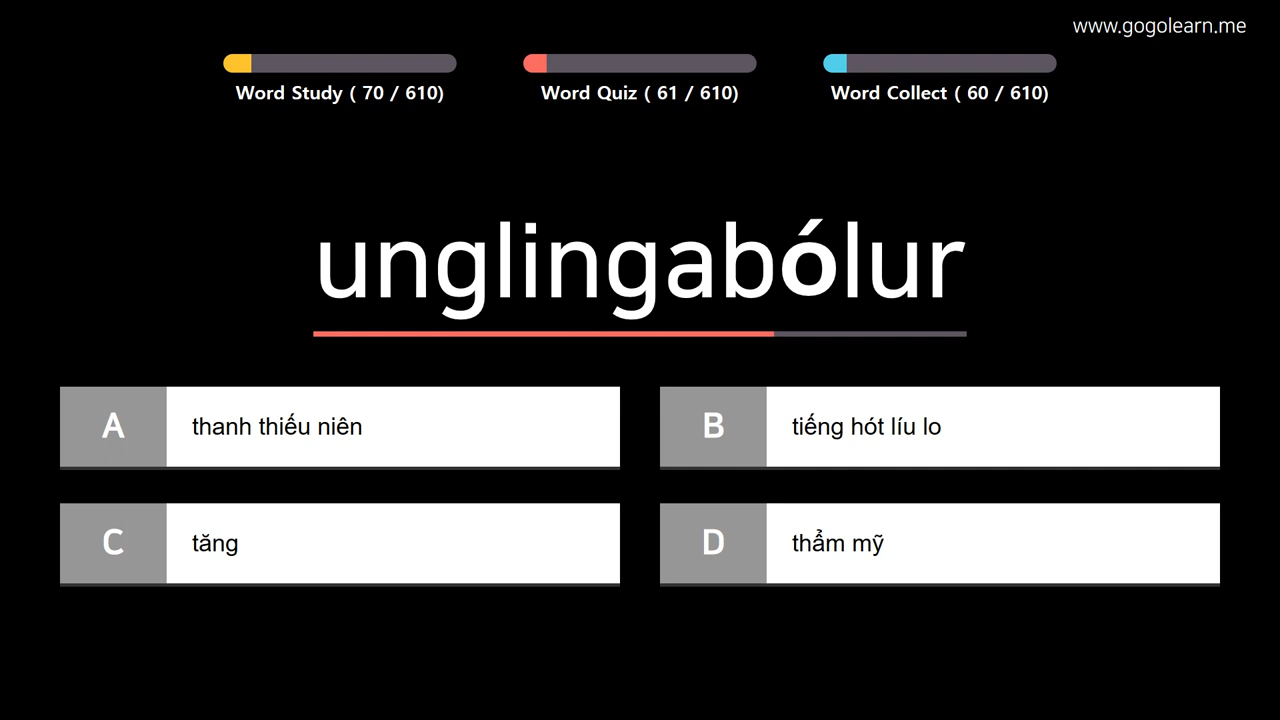 www.gogolearn.me
Word Study ( 70 / 610)
Word Quiz ( 61 / 610)
Word Collect ( 60 / 610)
unglingabólur
A
thanh thiếu niên
B
tiếng hót líu lo
C
tăng
D
thẩm mỹ